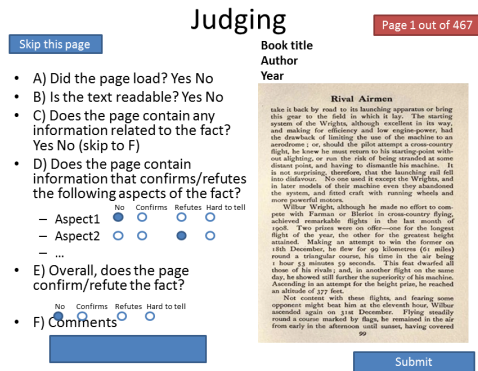 Judging
Page 1 out of 467
Skip this page
Book title
Author
Year
• A) Did the page load? Yes No
• B) Is the text readable? Yes No
• C) Does the page contain any
information related to the fact?
Yes No (skip to F)
• D) Does the page contain
information that confirms/refutes
the following aspects of the fact?
No Confirms Refutes Hard to tell
– Aspect1
– Aspect2
– ...
• E) Overall, does the page
confirm/refute the fact?
No Confirms Refutes Hard to tell
• F) Comments
Rival Airmen
take it back by road to its launching apparatus or bring
this gear to the field in which it lay. The starting
system of the Wrights, although excellent in its way,
and making for efficiency and low engine-power, had
the drawback of limiting the use of the machine to an
aerodrome; or, should the pilot attempt a cross-country
flight, he knew he must return to his starting-point with-
out alighting, or run the risk of being stranded at some
distant point, and having to dismantle his machine. It
is not surprising, therefore, that the launching rail fell
into disfavour. No one used it except the Wrights, and
in later models of their machine even they abandoned
the system, and fitted craft with running wheels and
more powerful motors.
Wilbur Wright, although he made no effort to com-
pete with Farman or Bleriot in cross-country flying,
achieved remarkable flights in the last month of
1908. Two prizes were on offer—one for the longest
flight of the year, the other for the greatest height
attained. Making an attempt to win the former on
18th December, he flew for 99 kilometres (61 miles)
round a triangular course, his time in the air being
1 hour 53 minutes 59 seconds. This feat dwarfed all
those of his rivals; and, in another flight on the same
day, he showed still further the superiority of his machine.
Ascending in an attempt for the height prize, he reached
an altitude of 377 feet.
Not content with these flights, and fearing some
opponent might beat him at the eleventh hour, Wilbur
ascended again on 31st December. Flying steadily
round a course marked by flags, he remained in the air
from early in the afternoon until sunset, having covered
99
Submit